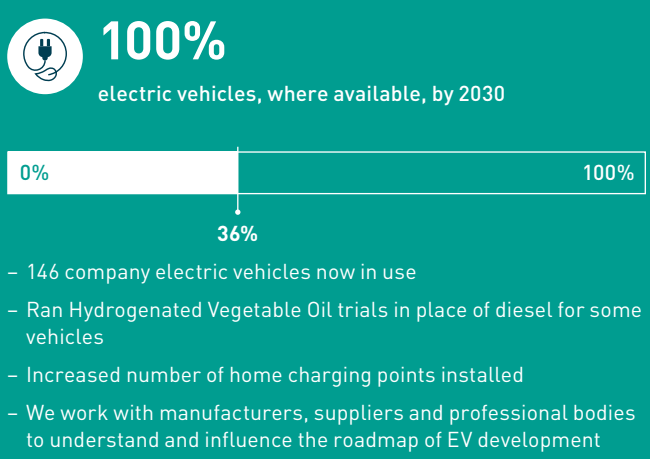 100%
electric vehicles, where available, by 2030
0%
100%
36%
– 146 company electric vehicles now in use
– Ran Hydrogenated Vegetable Oil trials in place of diesel for some
vehicles
– Increased number of home charging points installed
– We work with manufacturers, suppliers and professional bodies
to understand and influence the roadmap of EV development